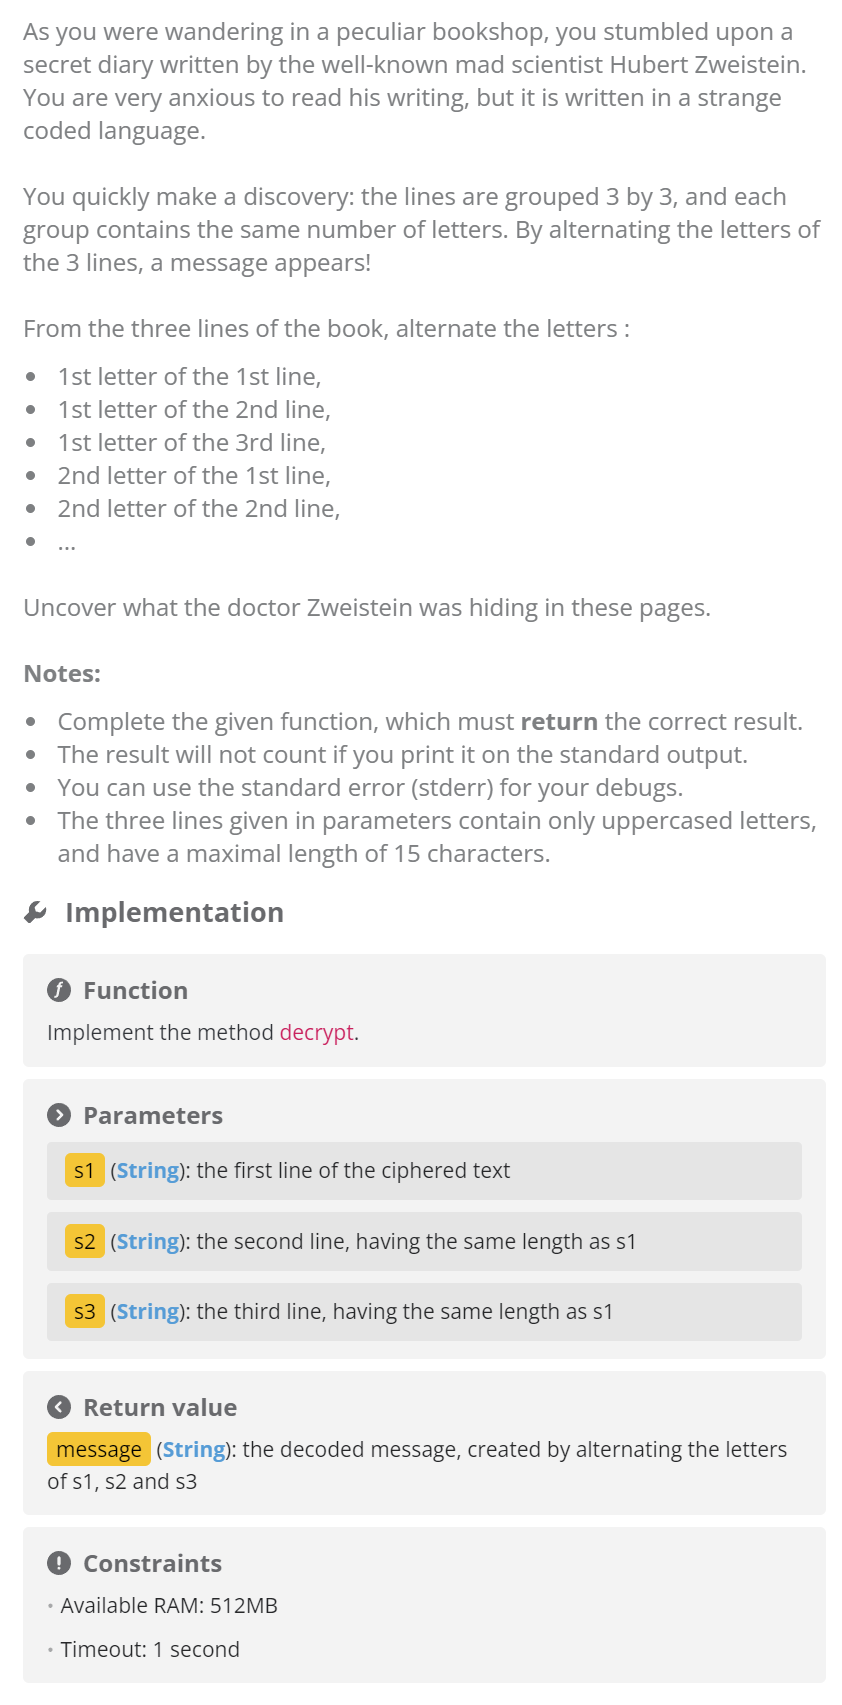 As you were wandering in a peculiar bookshop, you stumbled upon a
secret diary written by the well-known mad scientist Hubert Zweistein.
You are very anxious to read his writing, but it is written in a strange
coded language.
You quickly make a discovery: the lines are grouped 3 by 3, and each
group contains the same number of letters. By alternating the letters of
the 3 lines, a message appears!
From the three lines of the book, alternate the letters :
• 1st letter of the 1st line,
• 1st letter of the 2nd line,
• 1st letter of the 3rd line,
• 2nd letter of the 1st line,
• 2nd letter of the 2nd line,
• ...
Uncover what the doctor Zweistein was hiding in these pages.
Notes:
• Complete the given function, which must return the correct result.
• The result will not count if you print it on the standard output.
• You can use the standard error (stderr) for your debugs.
• The three lines given in parameters contain only uppercased letters,
and have a maximal length of 15 characters.
Implementation
Function
Implement the method decrypt.
Parameters
s1 (String): the first line of the ciphered text
s2 (String): the second line, having the same length as s1
s3 (String): the third line, having the same length as s1
Return value
message (String): the decoded message, created by alternating the letters
of s1, s2 and s3
Constraints
• Available RAM: 512MB
• Timeout: 1 second